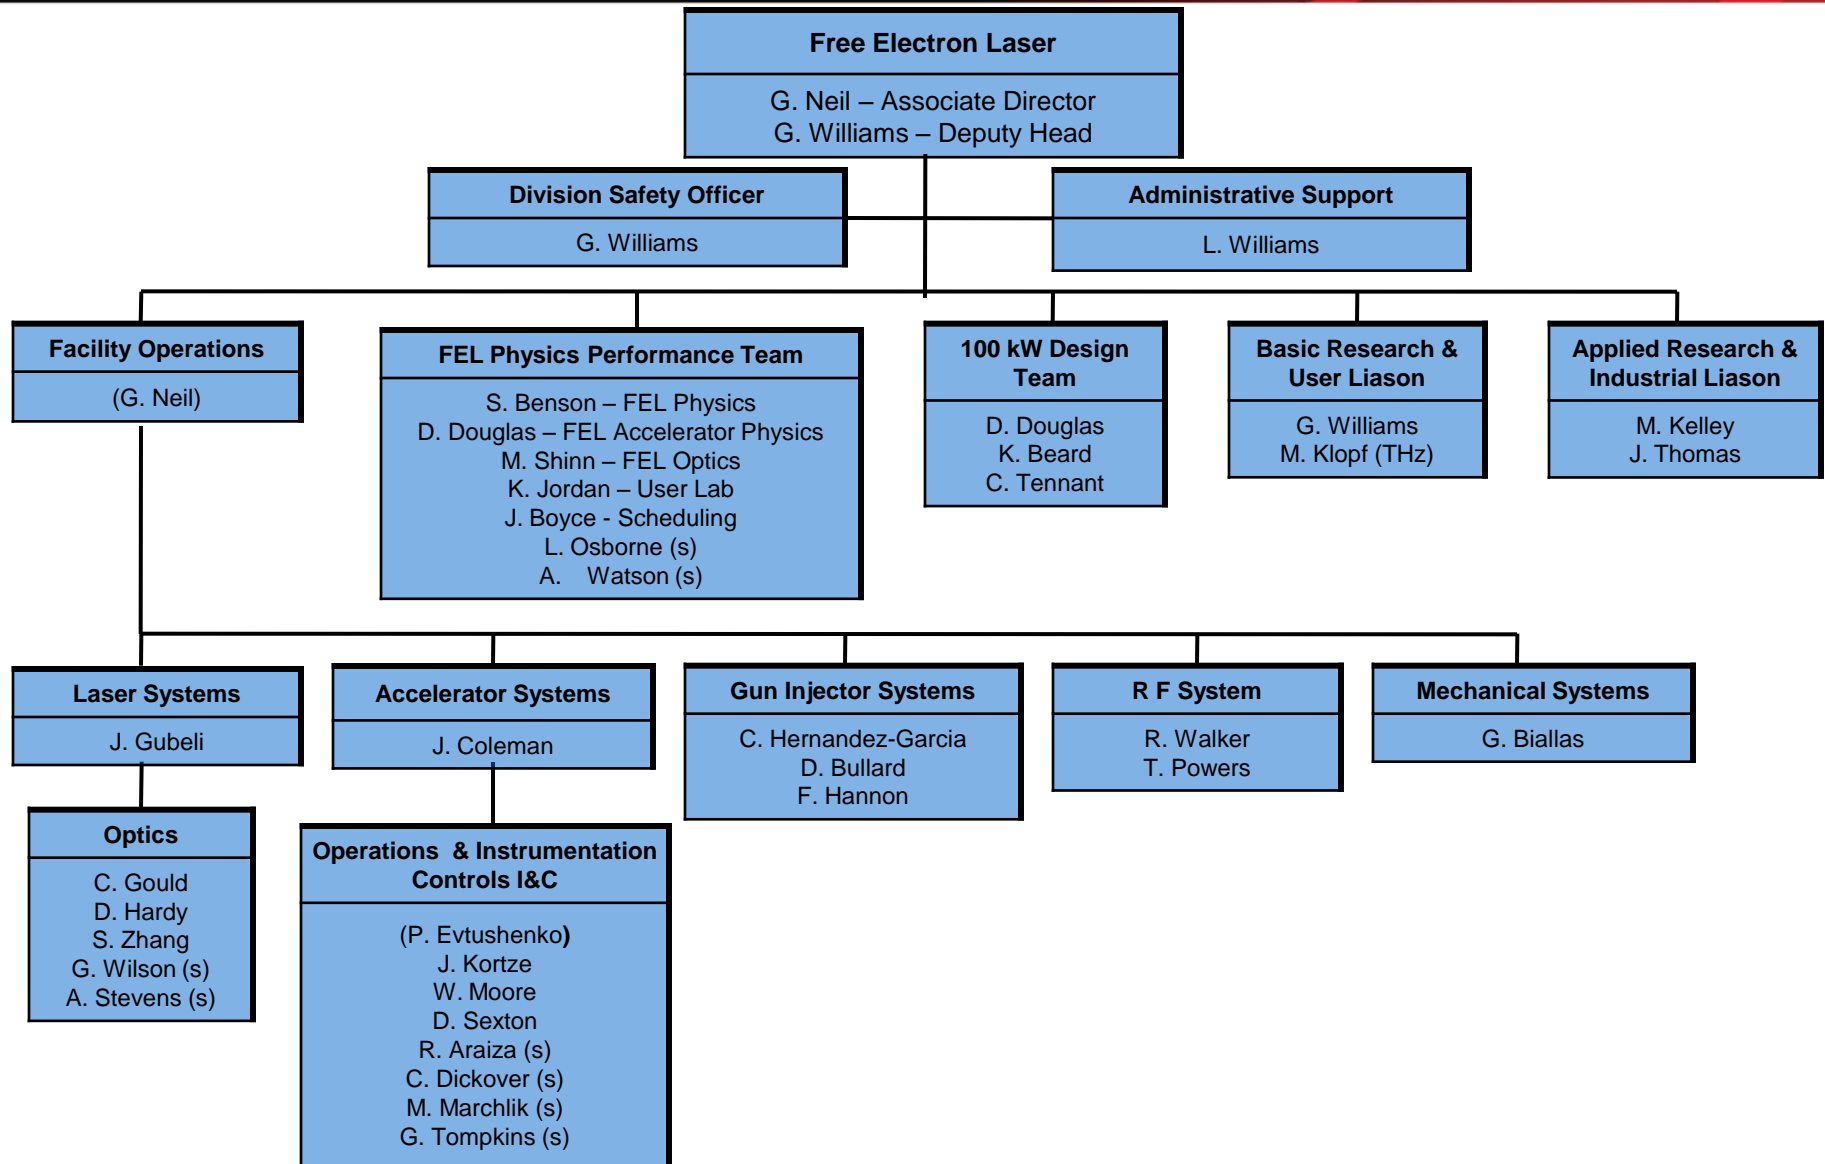 Free Electron Laser
G. Neil – Associate Director
G. Williams – Deputy Head
Division Safety Officer
G. Williams
Administrative Support
L. Williams
Facility Operations
(G. Neil)
FEL Physics Performance Team
S. Benson – FEL Physics
D. Douglas – FEL Accelerator Physics
M. Shinn – FEL Optics
K. Jordan – User Lab
J. Boyce - Scheduling
L. Osborne (s)
A. Watson (s)
100 kW Design
Team
D. Douglas
K. Beard
C. Tennant
Basic Research &
User Liason
G. Williams
M. Klopf (THz)
Applied Research &
Industrial Liason
M. Kelley
J. Thomas
Laser Systems
J. Gubeli
Accelerator Systems
J. Coleman
Gun Injector Systems
C. Hernandez-Garcia
D. Bullard
F. Hannon
R F System
R. Walker
T. Powers
Mechanical Systems
G. Biallas
Optics
C. Gould
D. Hardy
S. Zhang
G. Wilson (s)
A. Stevens (s)
Operations & Instrumentation
Controls I&C
(P. Evtushenko)
J. Kortze
W. Moore
D. Sexton
R. Araiza (s)
C. Dickover (s)
M. Marchlik (s)
G. Tompkins (s)